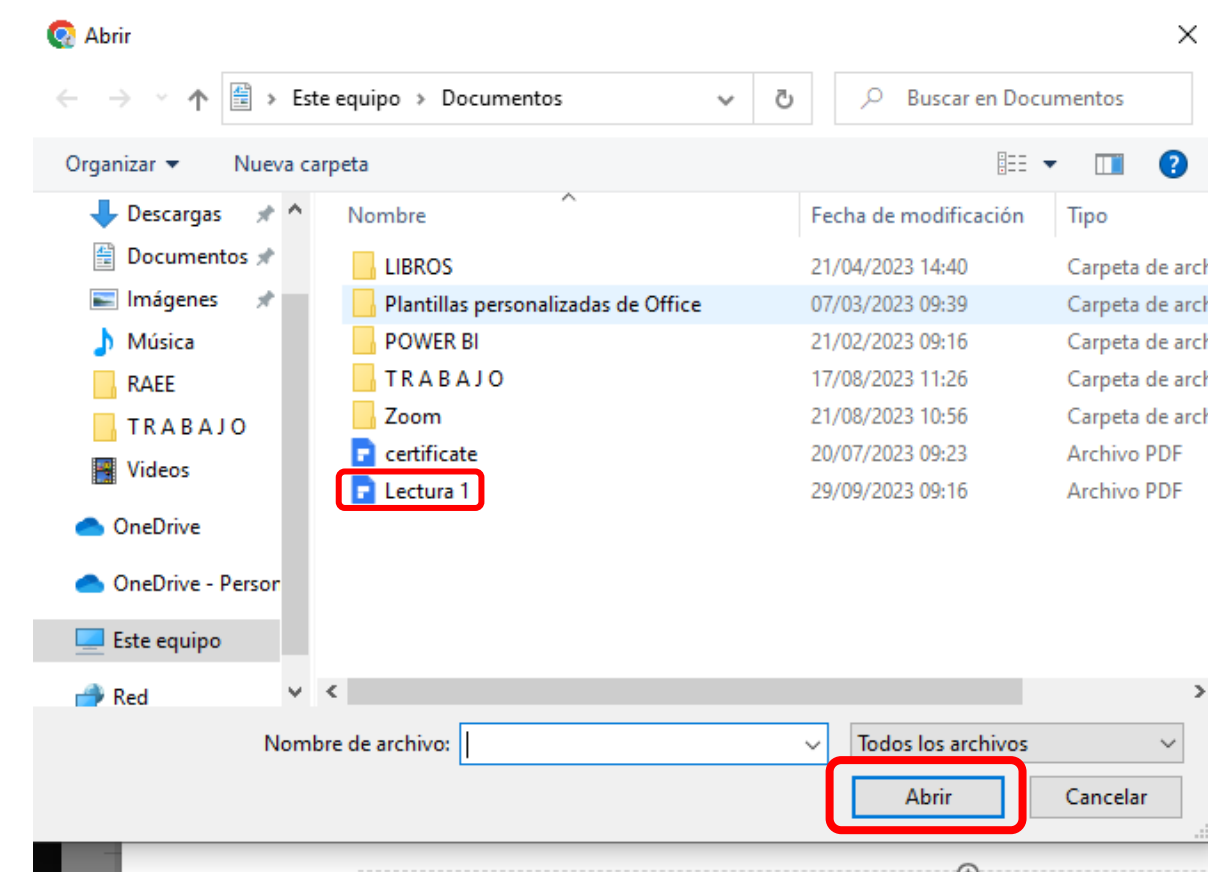 Abrir
Este equipo > Documentos
Buscar en Documentos
Organizar
Nueva carpeta
Descargas
Documentos
Imágenes
Música
RAEE
T R A B A J O
Videos
OneDrive
OneDrive - Person
Este equipo
Red
Nombre Fecha de modificación Tipo
LIBROS 21/04/2023 14:40 Carpeta de arch
Plantillas personalizadas de Office 07/03/2023 09:39 Carpeta de arch
POWER BI 21/02/2023 09:16 Carpeta de arch
T R A B A J O 17/08/2023 11:26 Carpeta de arch
Zoom 21/08/2023 10:56 Carpeta de arch
certificate 20/07/2023 09:23 Archivo PDF
Lectura 1 29/09/2023 09:16 Archivo PDF
Nombre de archivo:
Todos los archivos
Abrir
Cancelar